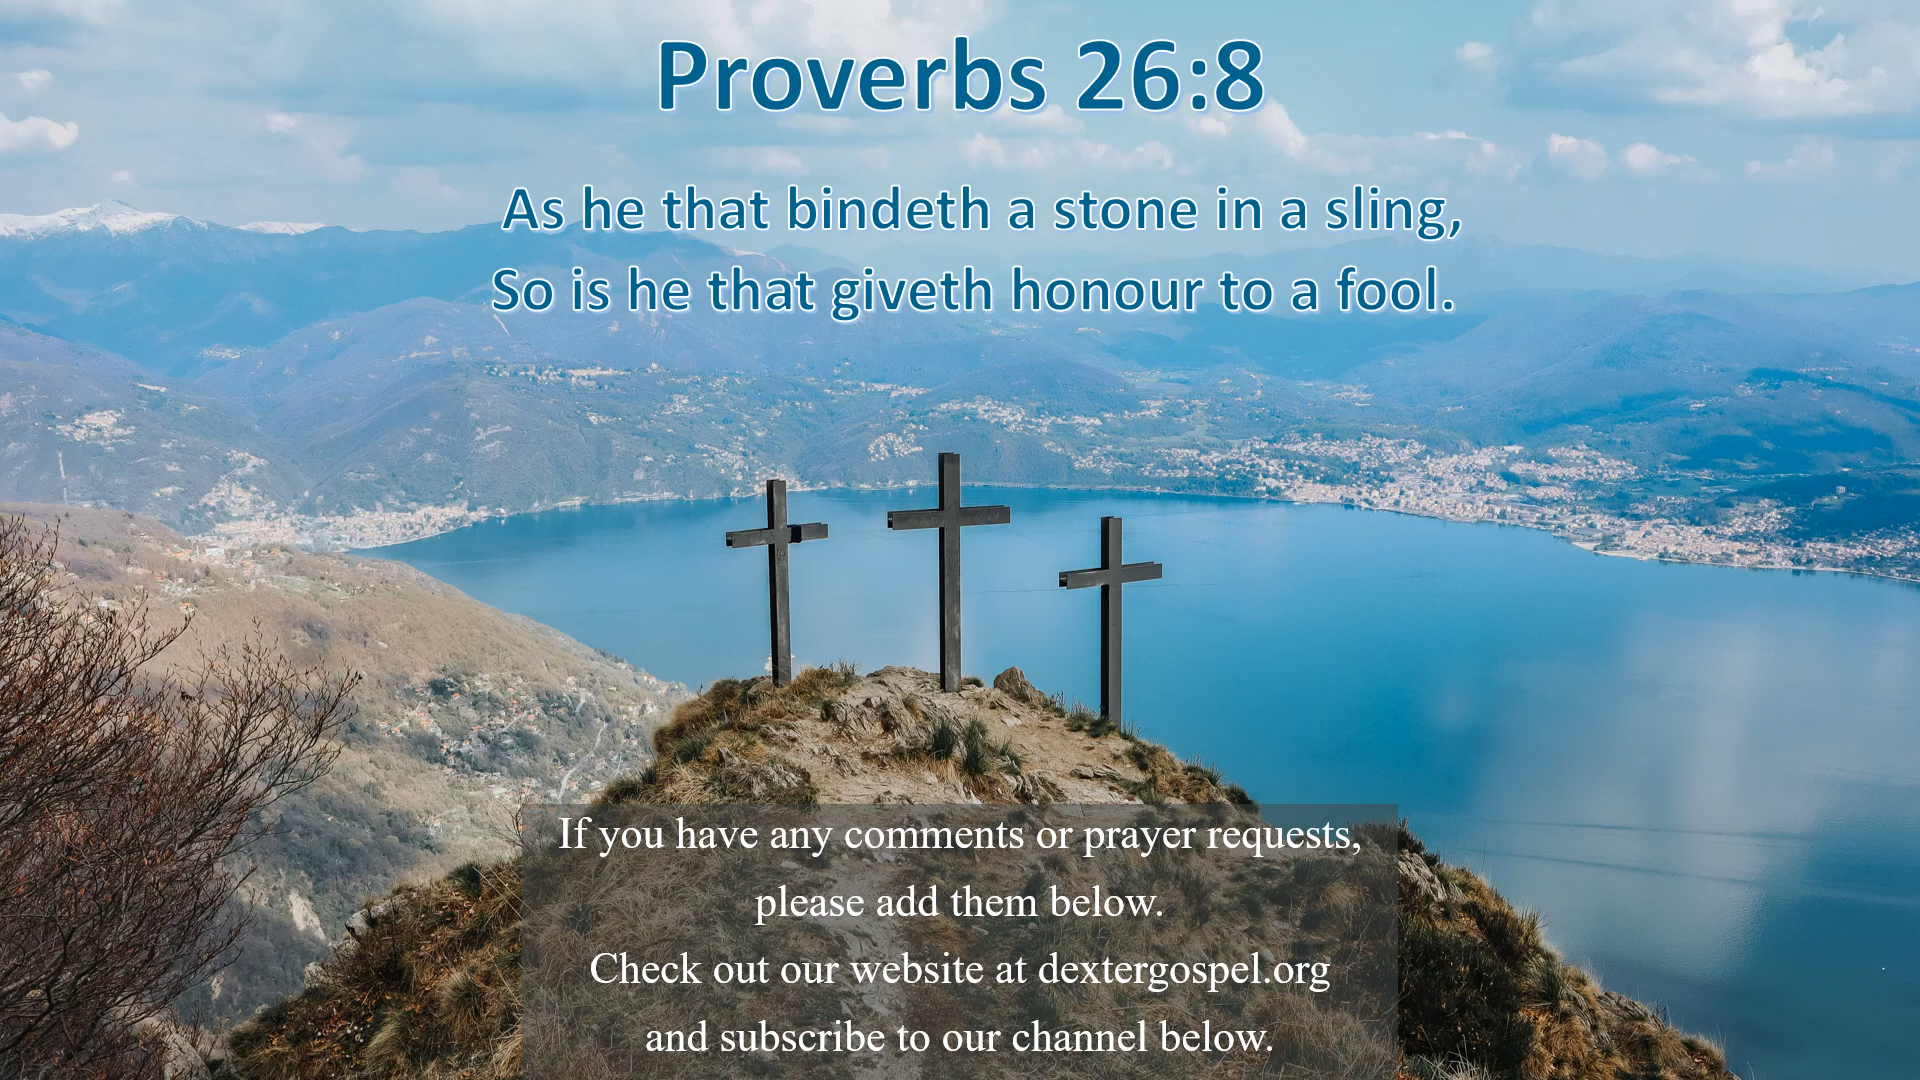 Proverbs 26:8
As he that bindeth a stone in a sling,
So is he that giveth honour to a fool.
If you have any comments or prayer requests,
please add them below.
Check out our website at dextergospel.org
and subscribe to our channel below.